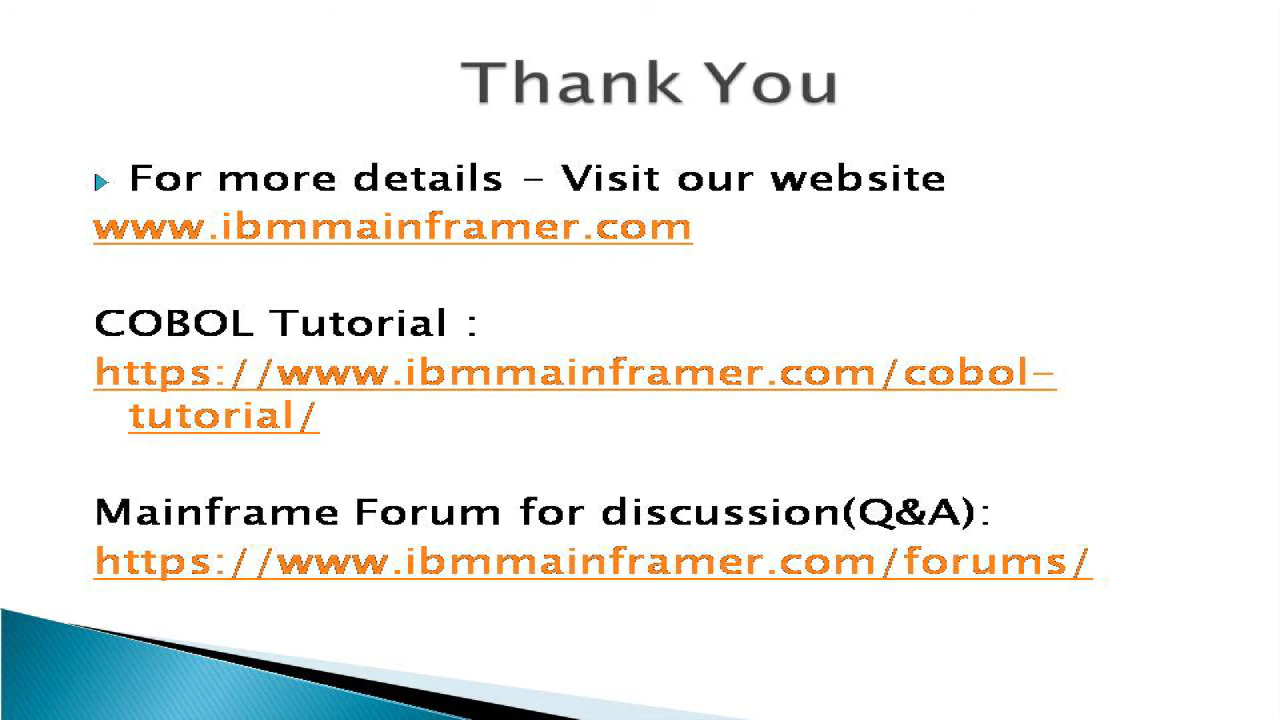 Thank You
For more details - Visit our website
www.ibmmainframer.com
COBOL Tutorial :
https://www.ibmmainframer.com/cobol-
tutorial/
Mainframe Forum for discussion(Q&A):
https://www.ibmmainframer.com/forums/